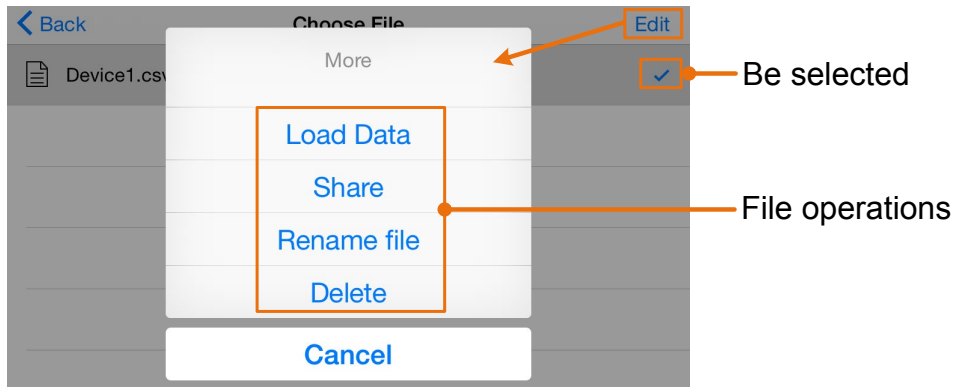 Back
Choose File
Edit
More
Device1.csv
Be selected
Load Data
Share
File operations
Rename file
Delete
Cancel